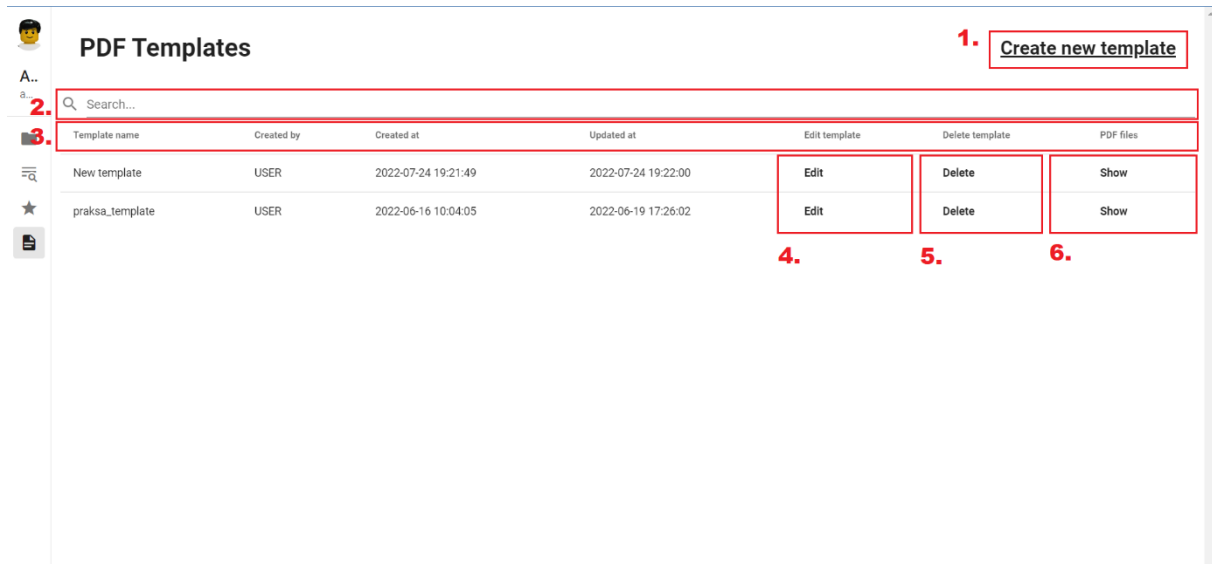 PDF Templates
1.
Create new template
A..
a...
2.
Search...
3.
Template name Created by Created at Updated at Edit template Delete template PDF files
New template USER 2022-07-24 19:21:49 2022-07-24 19:22:00 Edit Delete Show
praksa_template USER 2022-06-16 10:04:05 2022-06-19 17:26:02 Edit Delete Show
4.
5.
6.